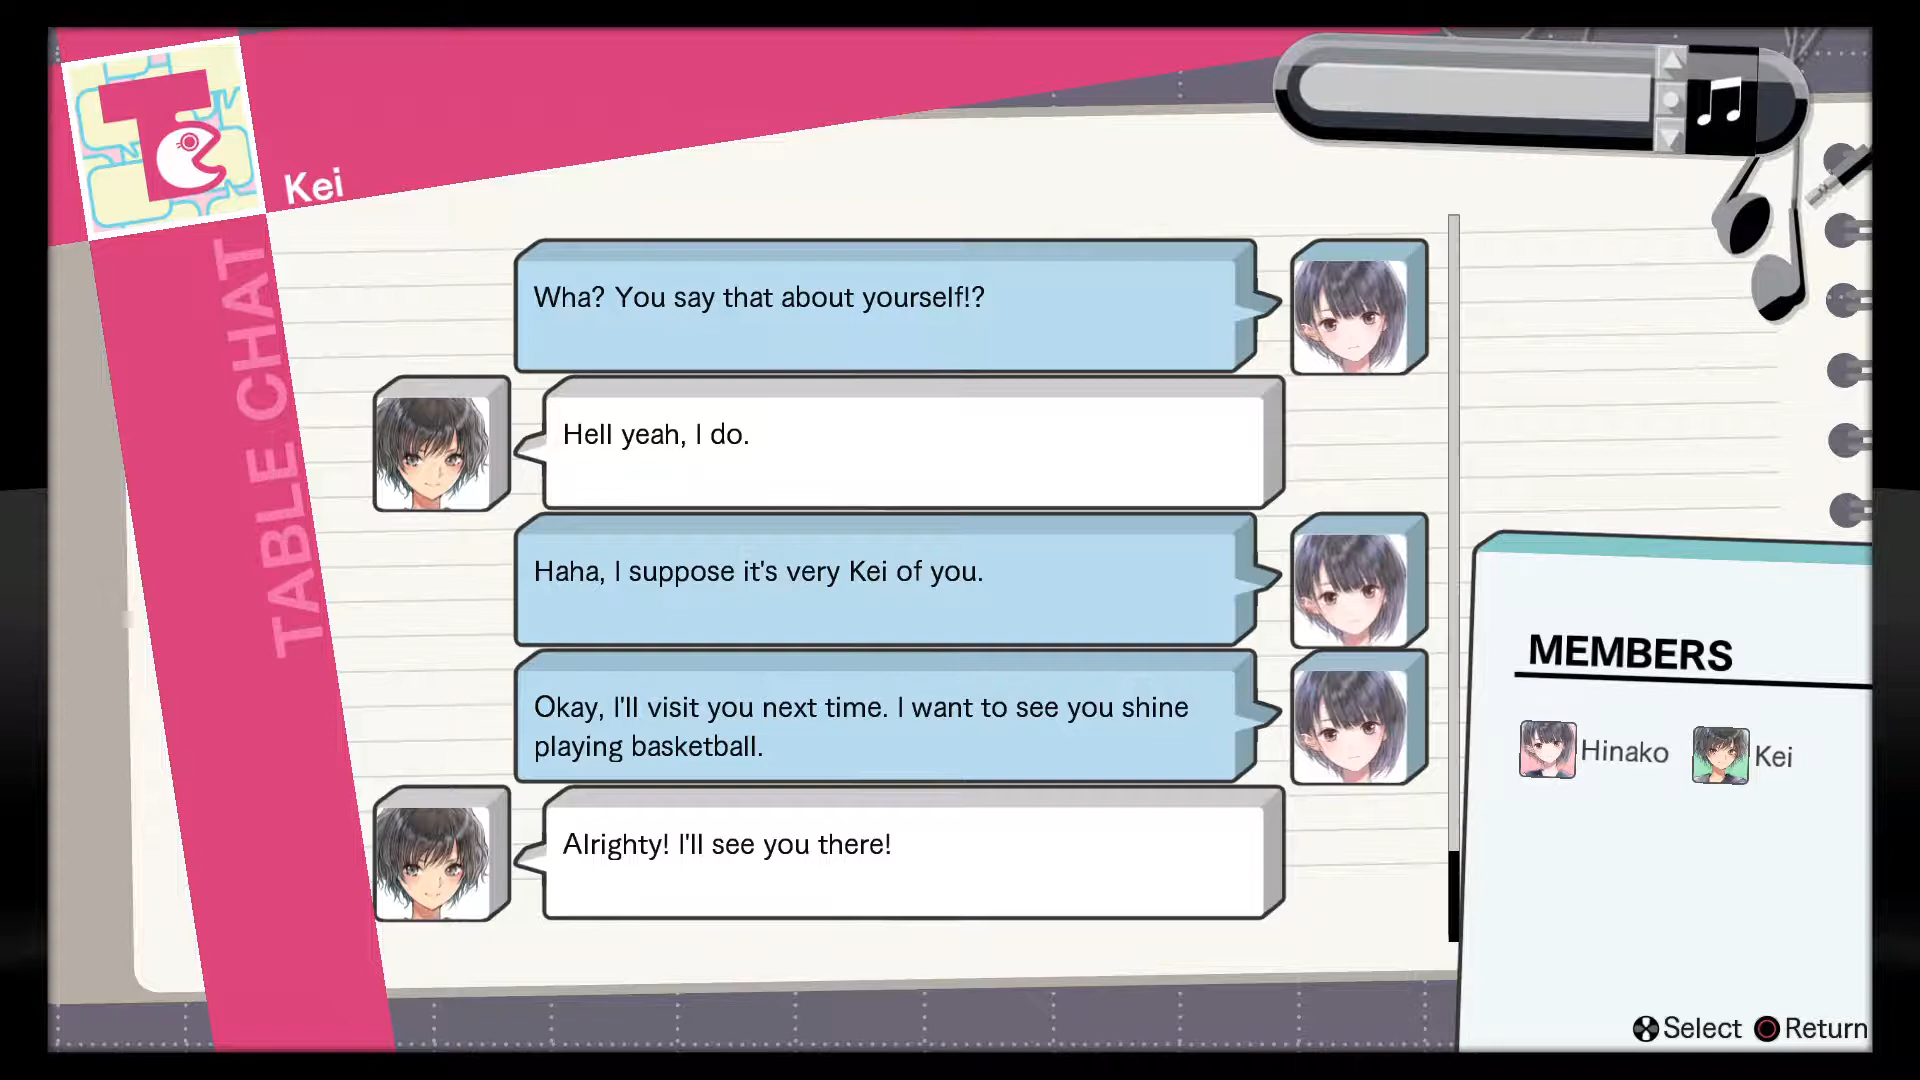 Kei
TABLE CHAT
Wha? You say that about yourself!?
Hell yeah, I do.
Haha, I suppose it's very Kei of you.
Okay, I'll visit you next time. I want to see you shine
playing basketball.
Alrighty! I'll see you there!
MEMBERS
Hinako Kei
Select Return